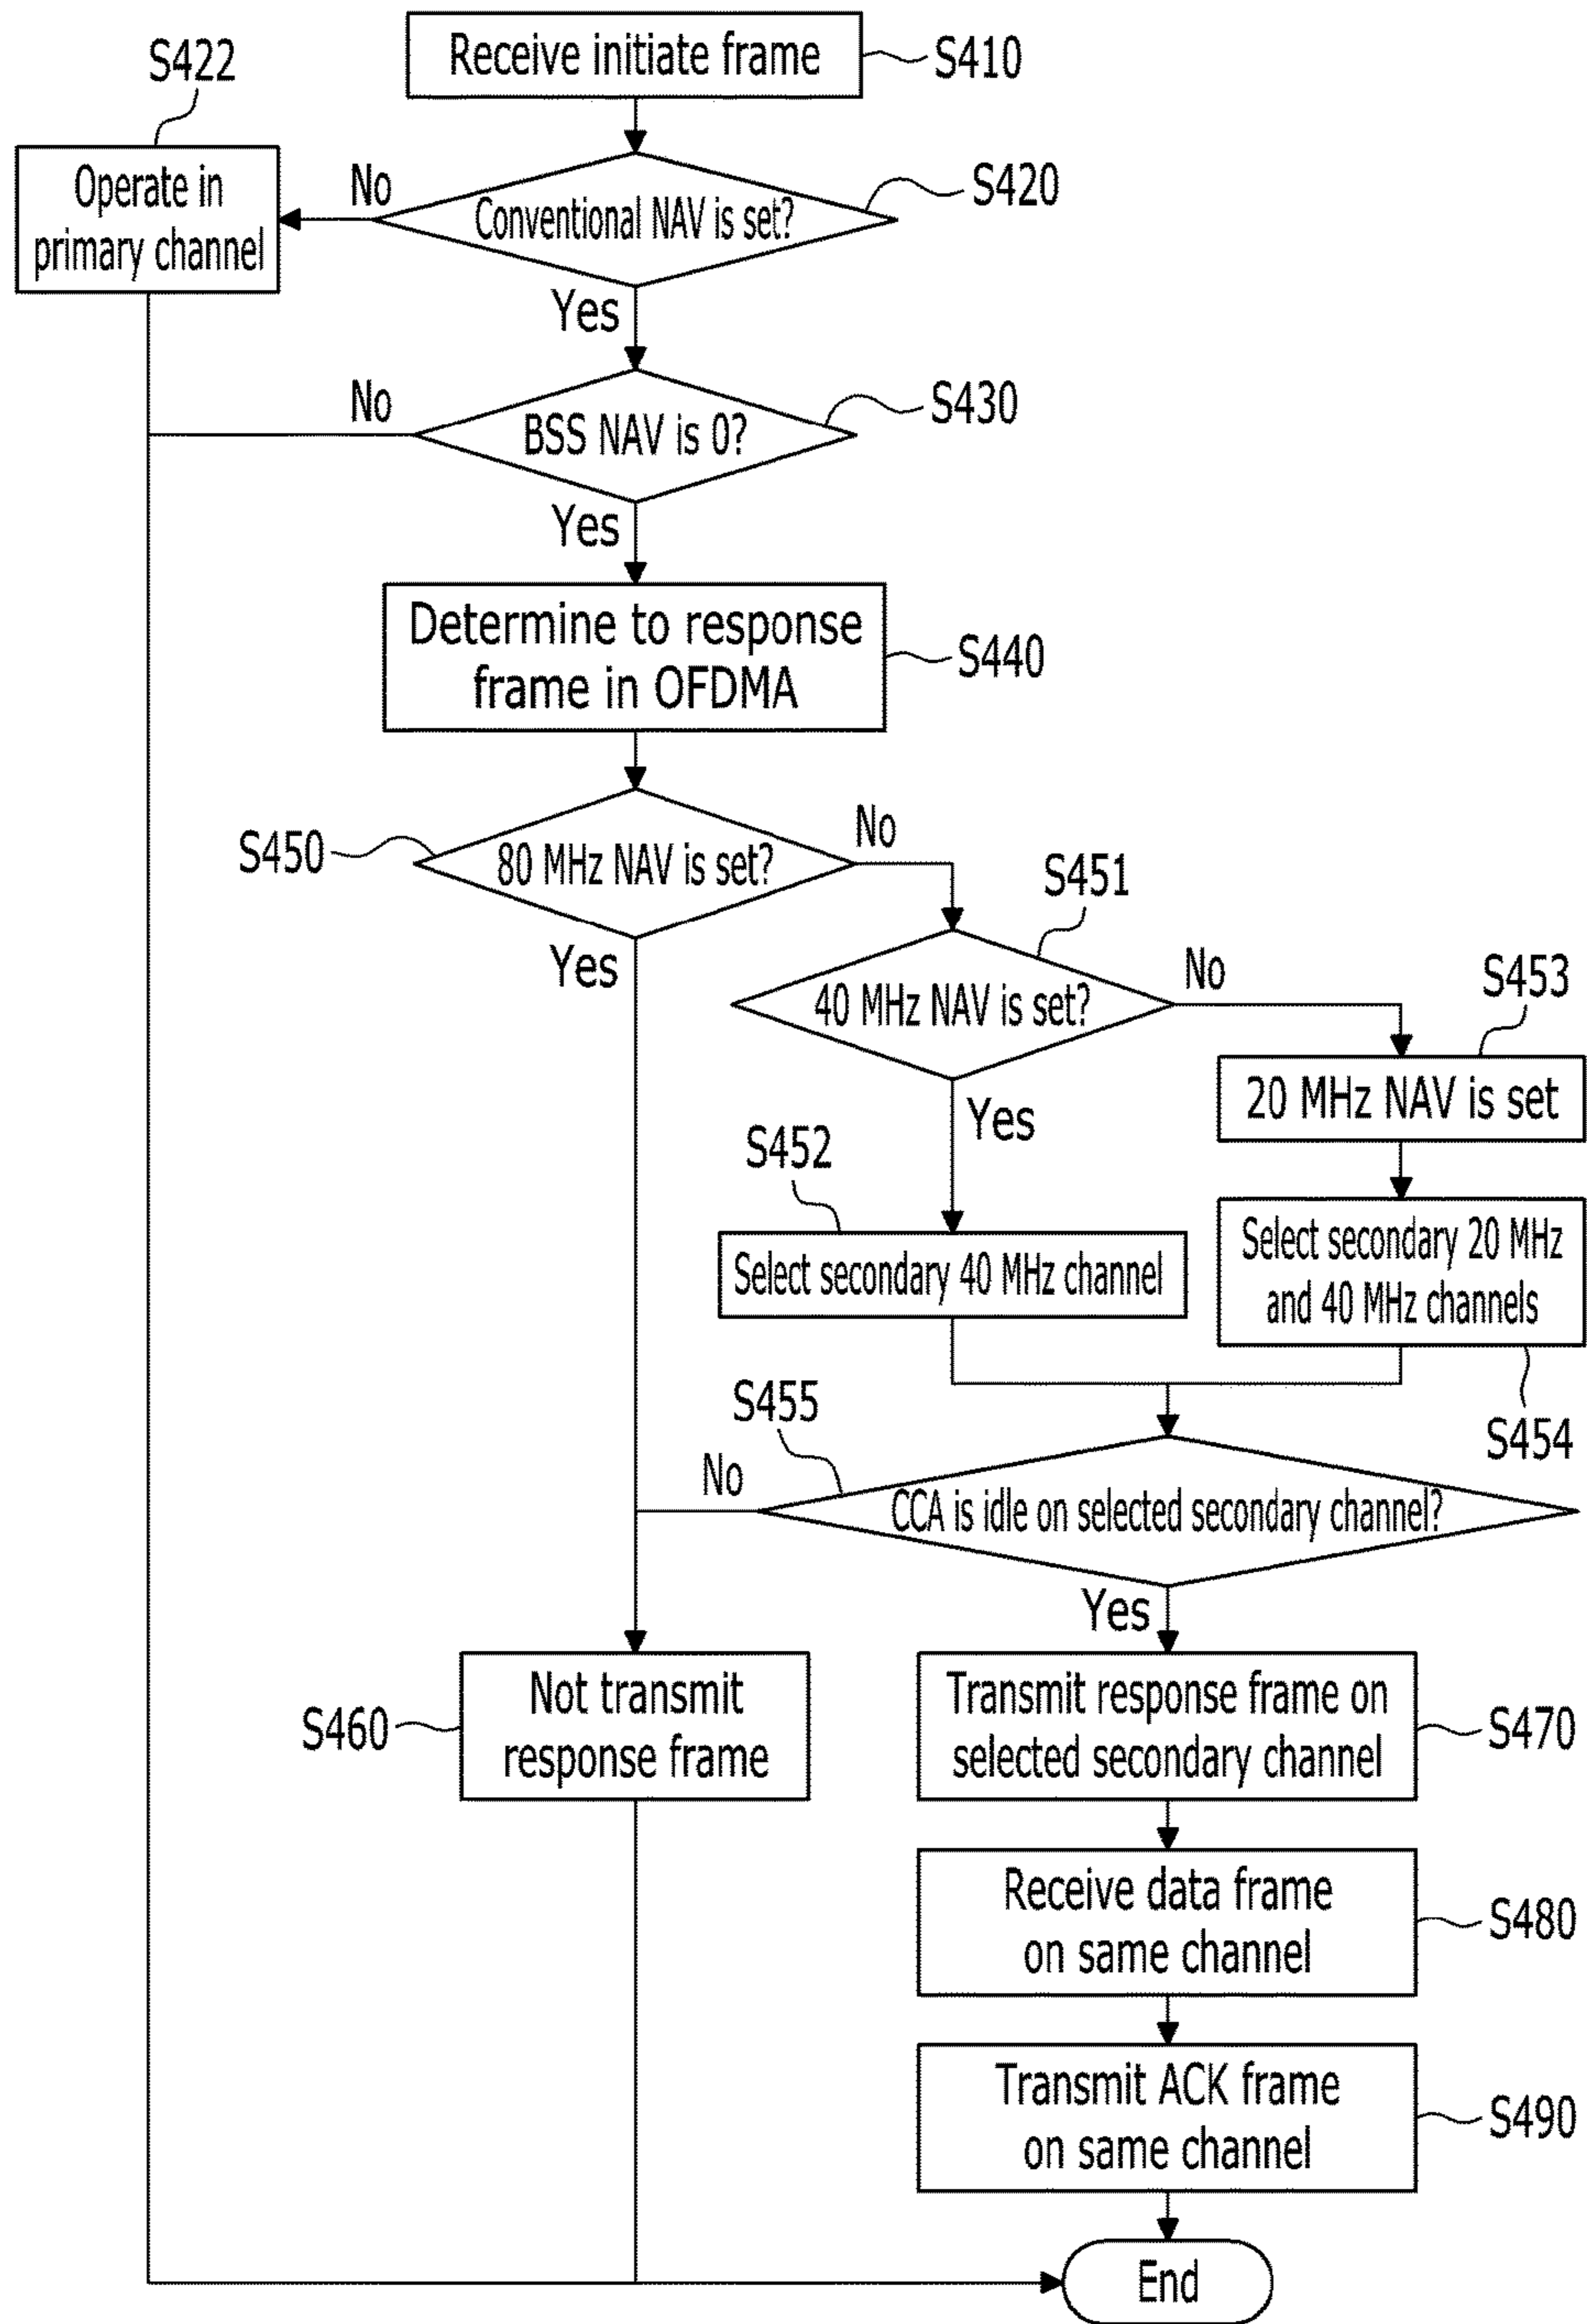 Receive initiate frame
S410
S422
Operate in
primary channel
No
Conventional NAV is set?
S420
Yes
No
BSS NAV is 0?
S430
Yes
Determine to response
frame in OFDMA
S440
S450
80 MHz NAV is set?
No
Yes
S451
40 MHz NAV is set?
No
Yes
S453
20 MHz NAV is set
S452
Select secondary 40 MHz channel
Select secondary 20 MHz
and 40 MHz channels
S454
S455
No
CCA is idle on selected secondary channel?
Yes
S460
Not transmit
response frame
Transmit response frame on
selected secondary channel
S470
Receive data frame
on same channel
S480
Transmit ACK frame
on same channel
S490
End